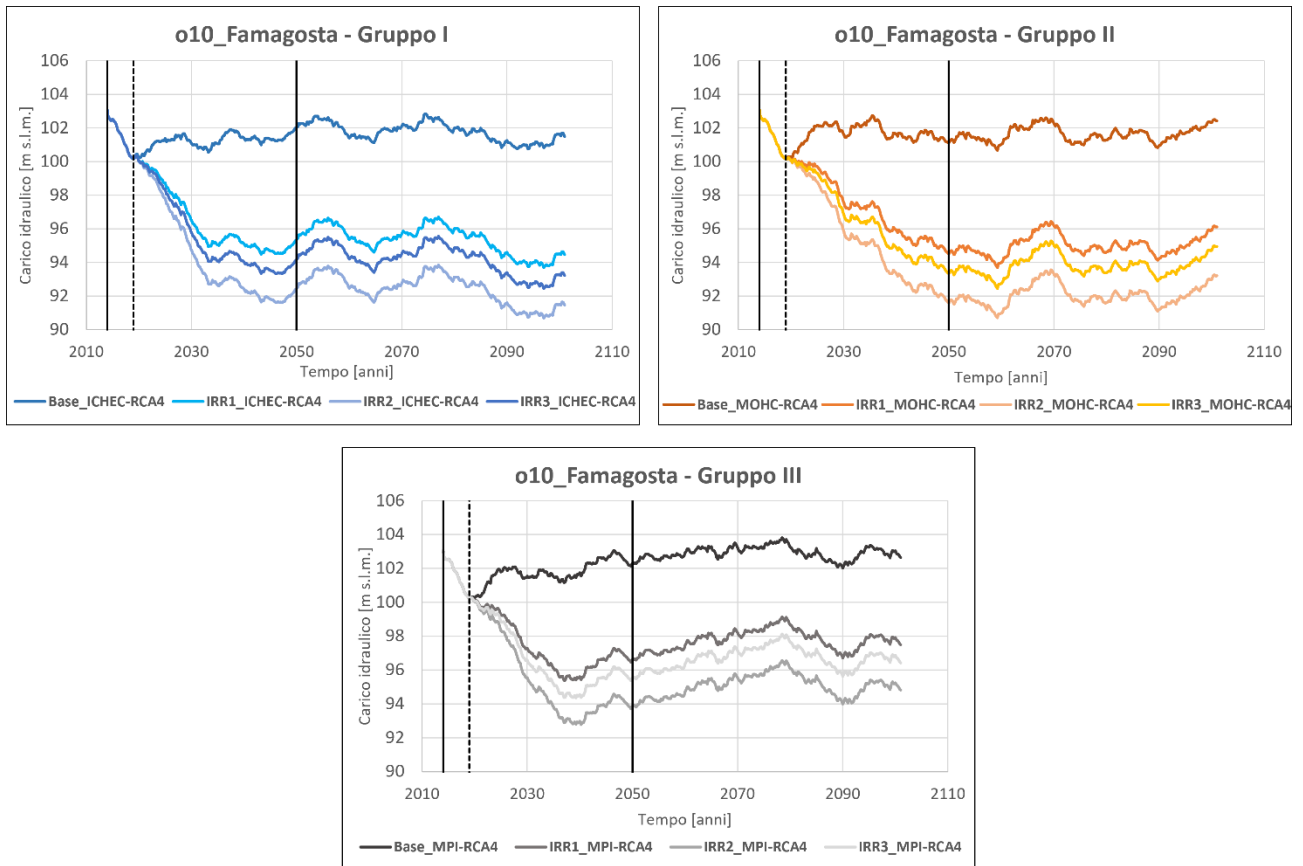 o10_Famagosta - Gruppo I
Carico idraulico [m s.l.m.]
106
104
102
100
98
96
94
92
90
2010 2030 2050 2070 2090 2110
Tempo [anni]
Base_ICHEC-RCA4 IRR1_ICHEC-RCA4 IRR2_ICHEC-RCA4 IRR3_ICHEC-RCA4
o10_Famagosta - Gruppo II
Carico idraulico [m s.l.m.]
106
104
102
100
98
96
94
92
90
2010 2030 2050 2070 2090 2110
Tempo [anni]
Base_MOHC-RCA4 IRR1_MOHC-RCA4 IRR2_MOHC-RCA4 IRR3_MOHC-RCA4
o10_Famagosta - Gruppo III
Carico idraulico [m s.l.m.]
106
104
102
100
98
96
94
92
90
2010 2030 2050 2070 2090 2110
Tempo [anni]
Base_MPI-RCA4 IRR1_MPI-RCA4 IRR2_MPI-RCA4 IRR3_MPI-RCA4